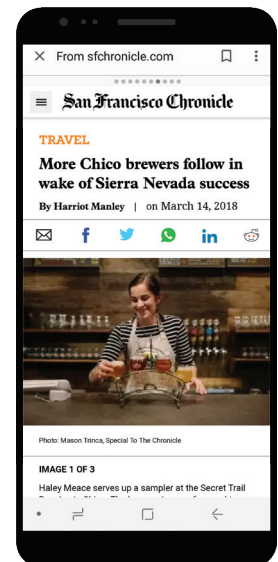 From sfchronicle.com
San Francisco Chronicle
TRAVEL
More Chico brewers follow in
wake of Sierra Nevada success
By Harriot Manley | on March 14, 2018
f in
Photo: Mason Trinca, Special To The Chronicle
IMAGE 1 OF 3
Haley Meace serves up a sampler at the Secret Trail